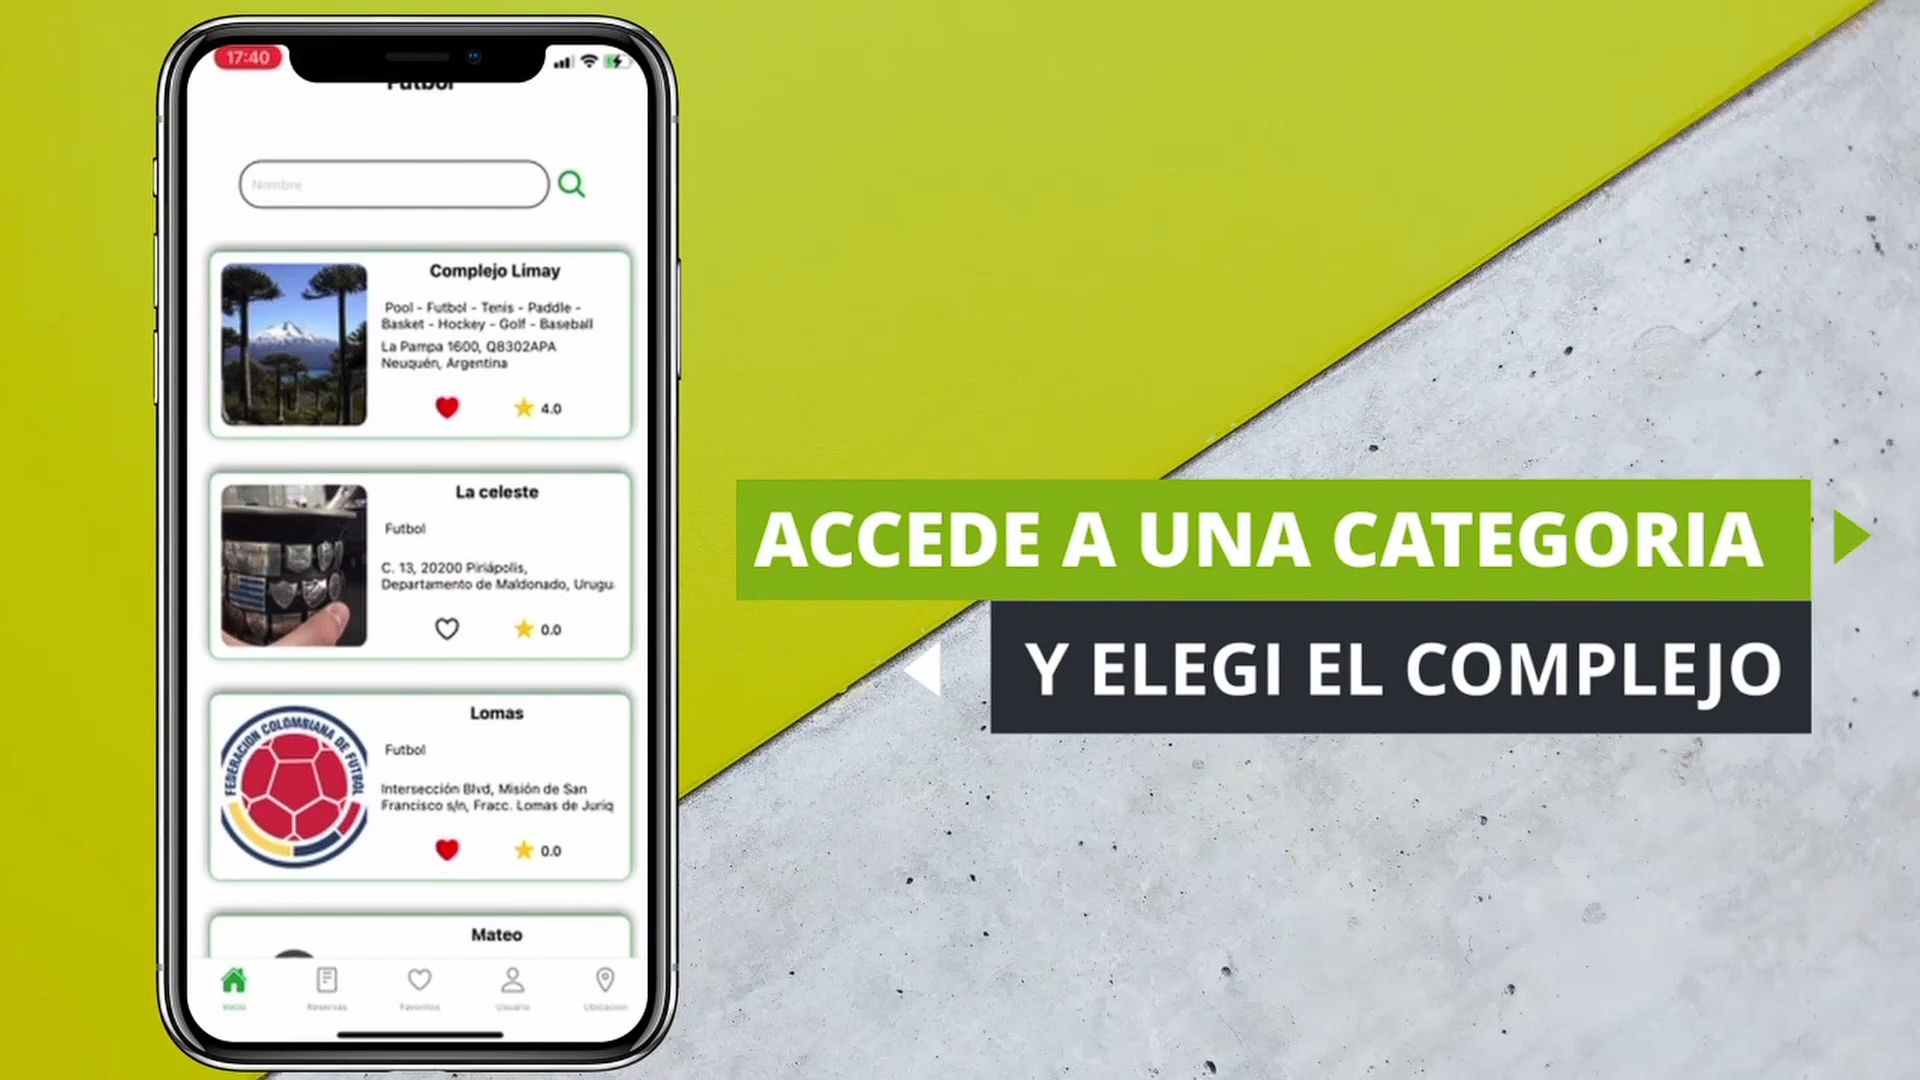 17:40
Futbol
Nombre
Complejo Limay
Pool - Futbol - Tenis - Paddle -
Basket - Hockey - Golf - Baseball
La Pampa 1600, Q8302APA
Neuquén, Argentina
4.0
La celeste
Futbol
C. 13, 20200 Piriápolis,
Departamento de Maldonado, Urugu
0.0
Lomas
FEDERACION COLOMBIANA DE FUTBOL
Futbol
Intersección Blvd, Misión de San
Francisco s/n, Fracc. Lomas de Juriq
0.0
Mateo
Inicio
Reservas
Favoritos
Usuario
Ubicacion
ACCEDE A UNA CATEGORIA
Y ELEGI EL COMPLEJO